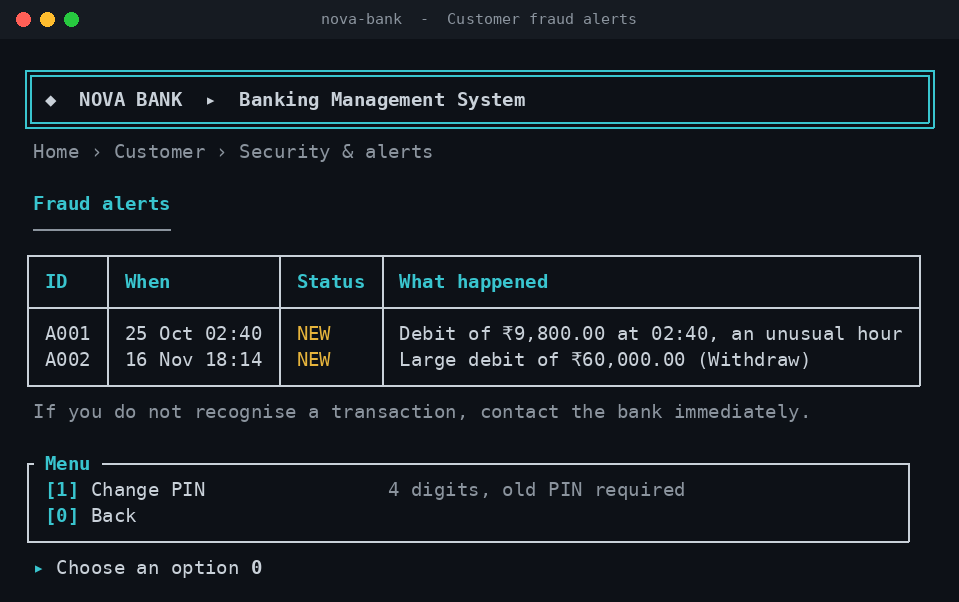 nova-bank  -  Customer fraud alerts
◆  NOVA BANK  ▸  Banking Management System
Home › Customer › Security & alerts
Fraud alerts
ID  When  Status  What happened
A001  25 Oct 02:40  NEW  Debit of ₹9,800.00 at 02:40, an unusual hour
A002  16 Nov 18:14  NEW  Large debit of ₹60,000.00 (Withdraw)
If you do not recognise a transaction, contact the bank immediately.
Menu
[1] Change PIN  4 digits, old PIN required
[0] Back
▸ Choose an option 0